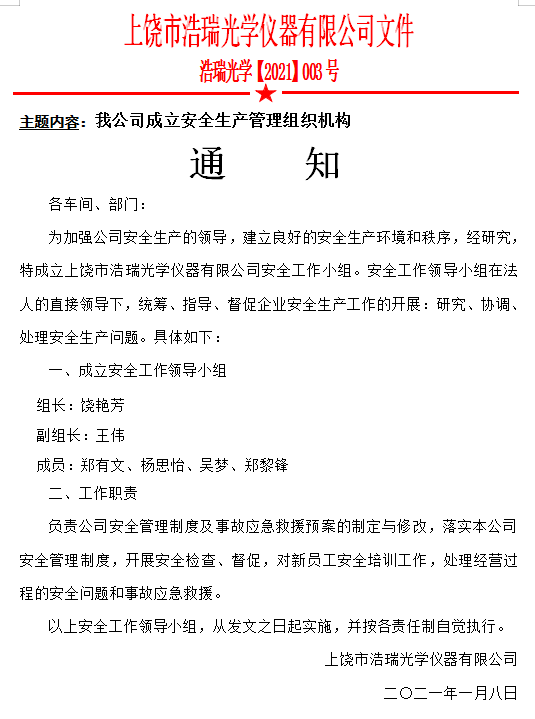 上饶市浩瑞光学仪器有限公司文件
浩瑞光学【2021】003 号
主题内容：我公司成立安全生产管理组织机构
通 知
各车间、部门：
为加强公司安全生产的领导，建立良好的安全生产环境和秩序，经研究，
特成立上饶市浩瑞光学仪器有限公司安全工作小组。安全工作领导小组在法
人的直接领导下，统筹、指导、督促企业安全生产工作的开展：研究、协调、
处理安全生产问题。具体如下：
一、成立安全工作领导小组
组长：饶艳芳
副组长：王伟
成员：郑有文、杨思怡、吴梦、郑黎锋
二、工作职责
负责公司安全管理制度及事故应急救援预案的制定与修改，落实本公司
安全管理制度，开展安全检查、督促，对新员工安全培训工作，处理经营过
程的安全问题和事故应急救援。
以上安全工作领导小组，从发文之日起实施，并按各责任制自觉执行。
上饶市浩瑞光学仪器有限公司
二〇二一年一月八日